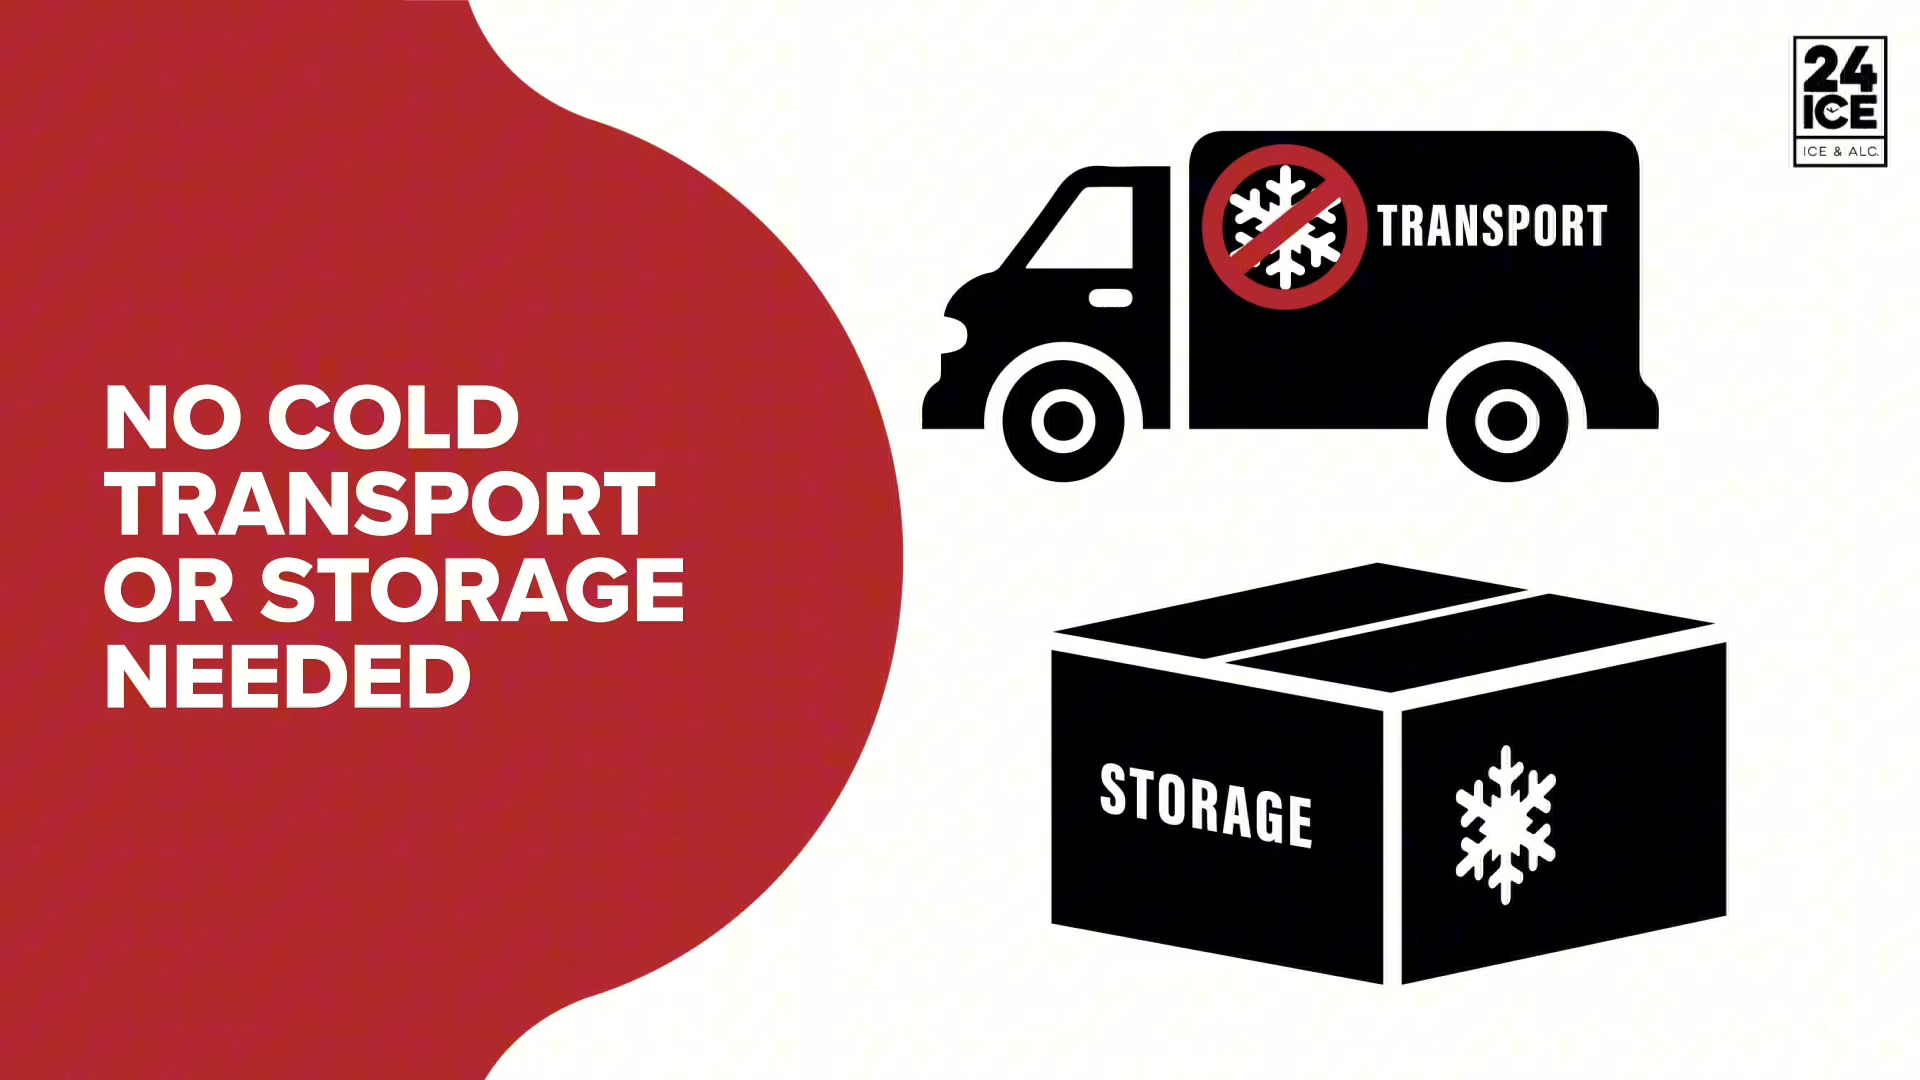 NO COLD
TRANSPORT
OR STORAGE
NEEDED
TRANSPORT
STORAGE
24
ICE
ICE & ALC.